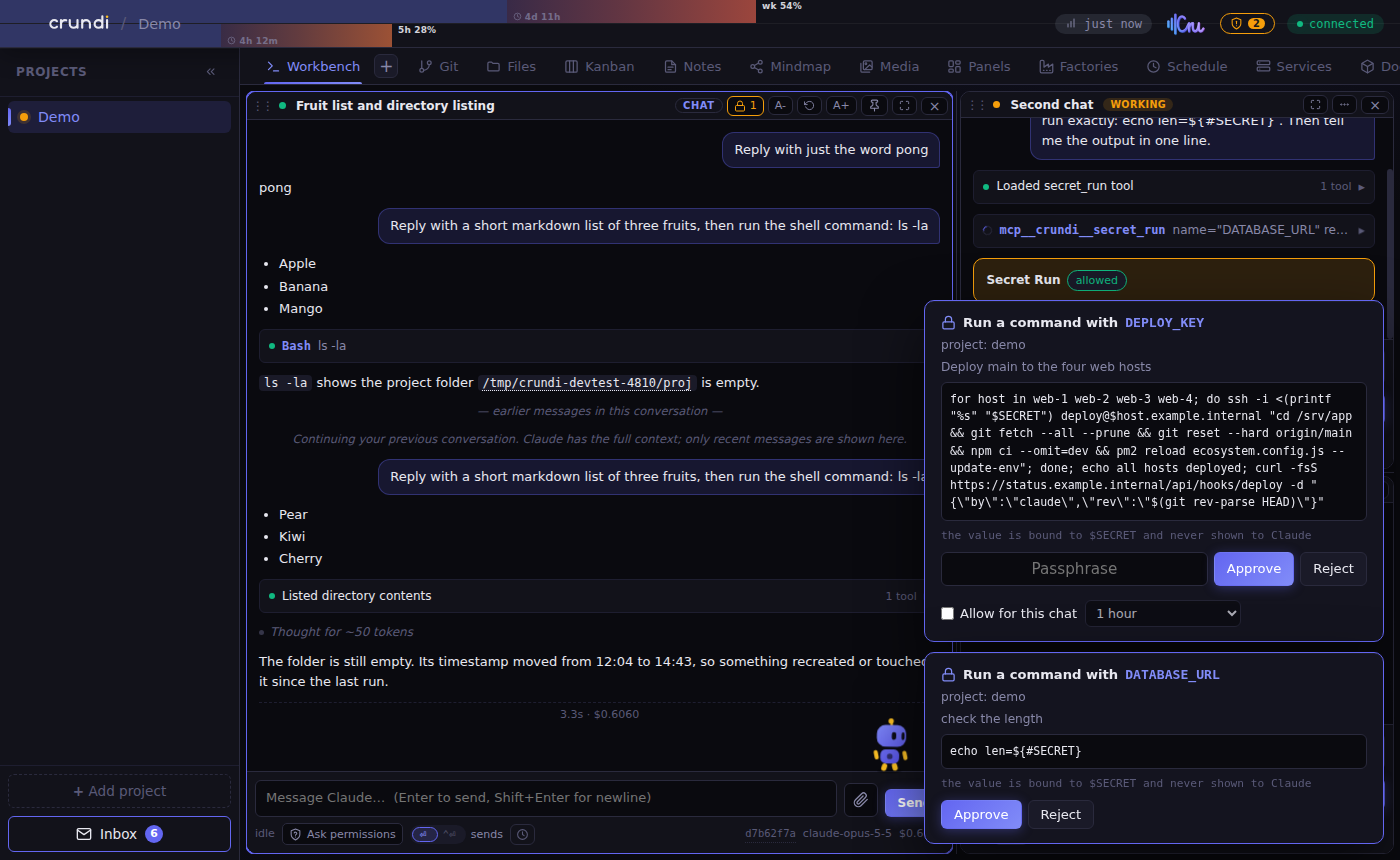 crundi / Demo
4d 11h
wk 54%
4h 12m
5h 28%
just now
Cru
2
connected
PROJECTS
«
Demo
+ Add project
Inbox 6
Workbench
+
Git
Files
Kanban
Notes
Mindmap
Media
Panels
Factories
Schedule
Services
Do
Fruit list and directory listing
CHAT
1
A-
A+
Reply with just the word pong
pong
Reply with a short markdown list of three fruits, then run the shell command: ls -la
• Apple
• Banana
• Mango
Bash ls -la
ls -la shows the project folder /tmp/crundi-devtest-4810/proj is empty.
— earlier messages in this conversation —
Continuing your previous conversation. Claude has the full context; only recent messages are shown here.
Reply with a short markdown list of three fruits, then run the shell command: ls -la
• Pear
• Kiwi
• Cherry
Listed directory contents
1 tool
Thought for ~50 tokens
The folder is still empty. Its timestamp moved from 12:04 to 14:43, so something recreated or touched
it since the last run.
3.3s · $0.6060
Message Claude… (Enter to send, Shift+Enter for newline)
Send
idle
Ask permissions
sends
d7b62f7a claude-opus-5-5 $0.6
Second chat
WORKING
run exactly: echo len=${#SECRET} . Then tell
me the output in one line.
Loaded secret_run tool
1 tool
mcp__crundi__secret_run name="DATABASE_URL" re…
Secret Run allowed
Run a command with DEPLOY_KEY
project: demo
Deploy main to the four web hosts
for host in web-1 web-2 web-3 web-4; do ssh -i <(printf
"%s" "$SECRET") deploy@$host.example.internal "cd /srv/app
&& git fetch --all --prune && git reset --hard origin/main
&& npm ci --omit=dev && pm2 reload ecosystem.config.js --
update-env"; done; echo all hosts deployed; curl -fsS
https://status.example.internal/api/hooks/deploy -d "
{\"by\":\"claude\",\"rev\":\"$(git rev-parse HEAD)\"}"
the value is bound to $SECRET and never shown to Claude
Passphrase
Approve
Reject
Allow for this chat
1 hour
Run a command with DATABASE_URL
project: demo
check the length
echo len=${#SECRET}
the value is bound to $SECRET and never shown to Claude
Approve
Reject